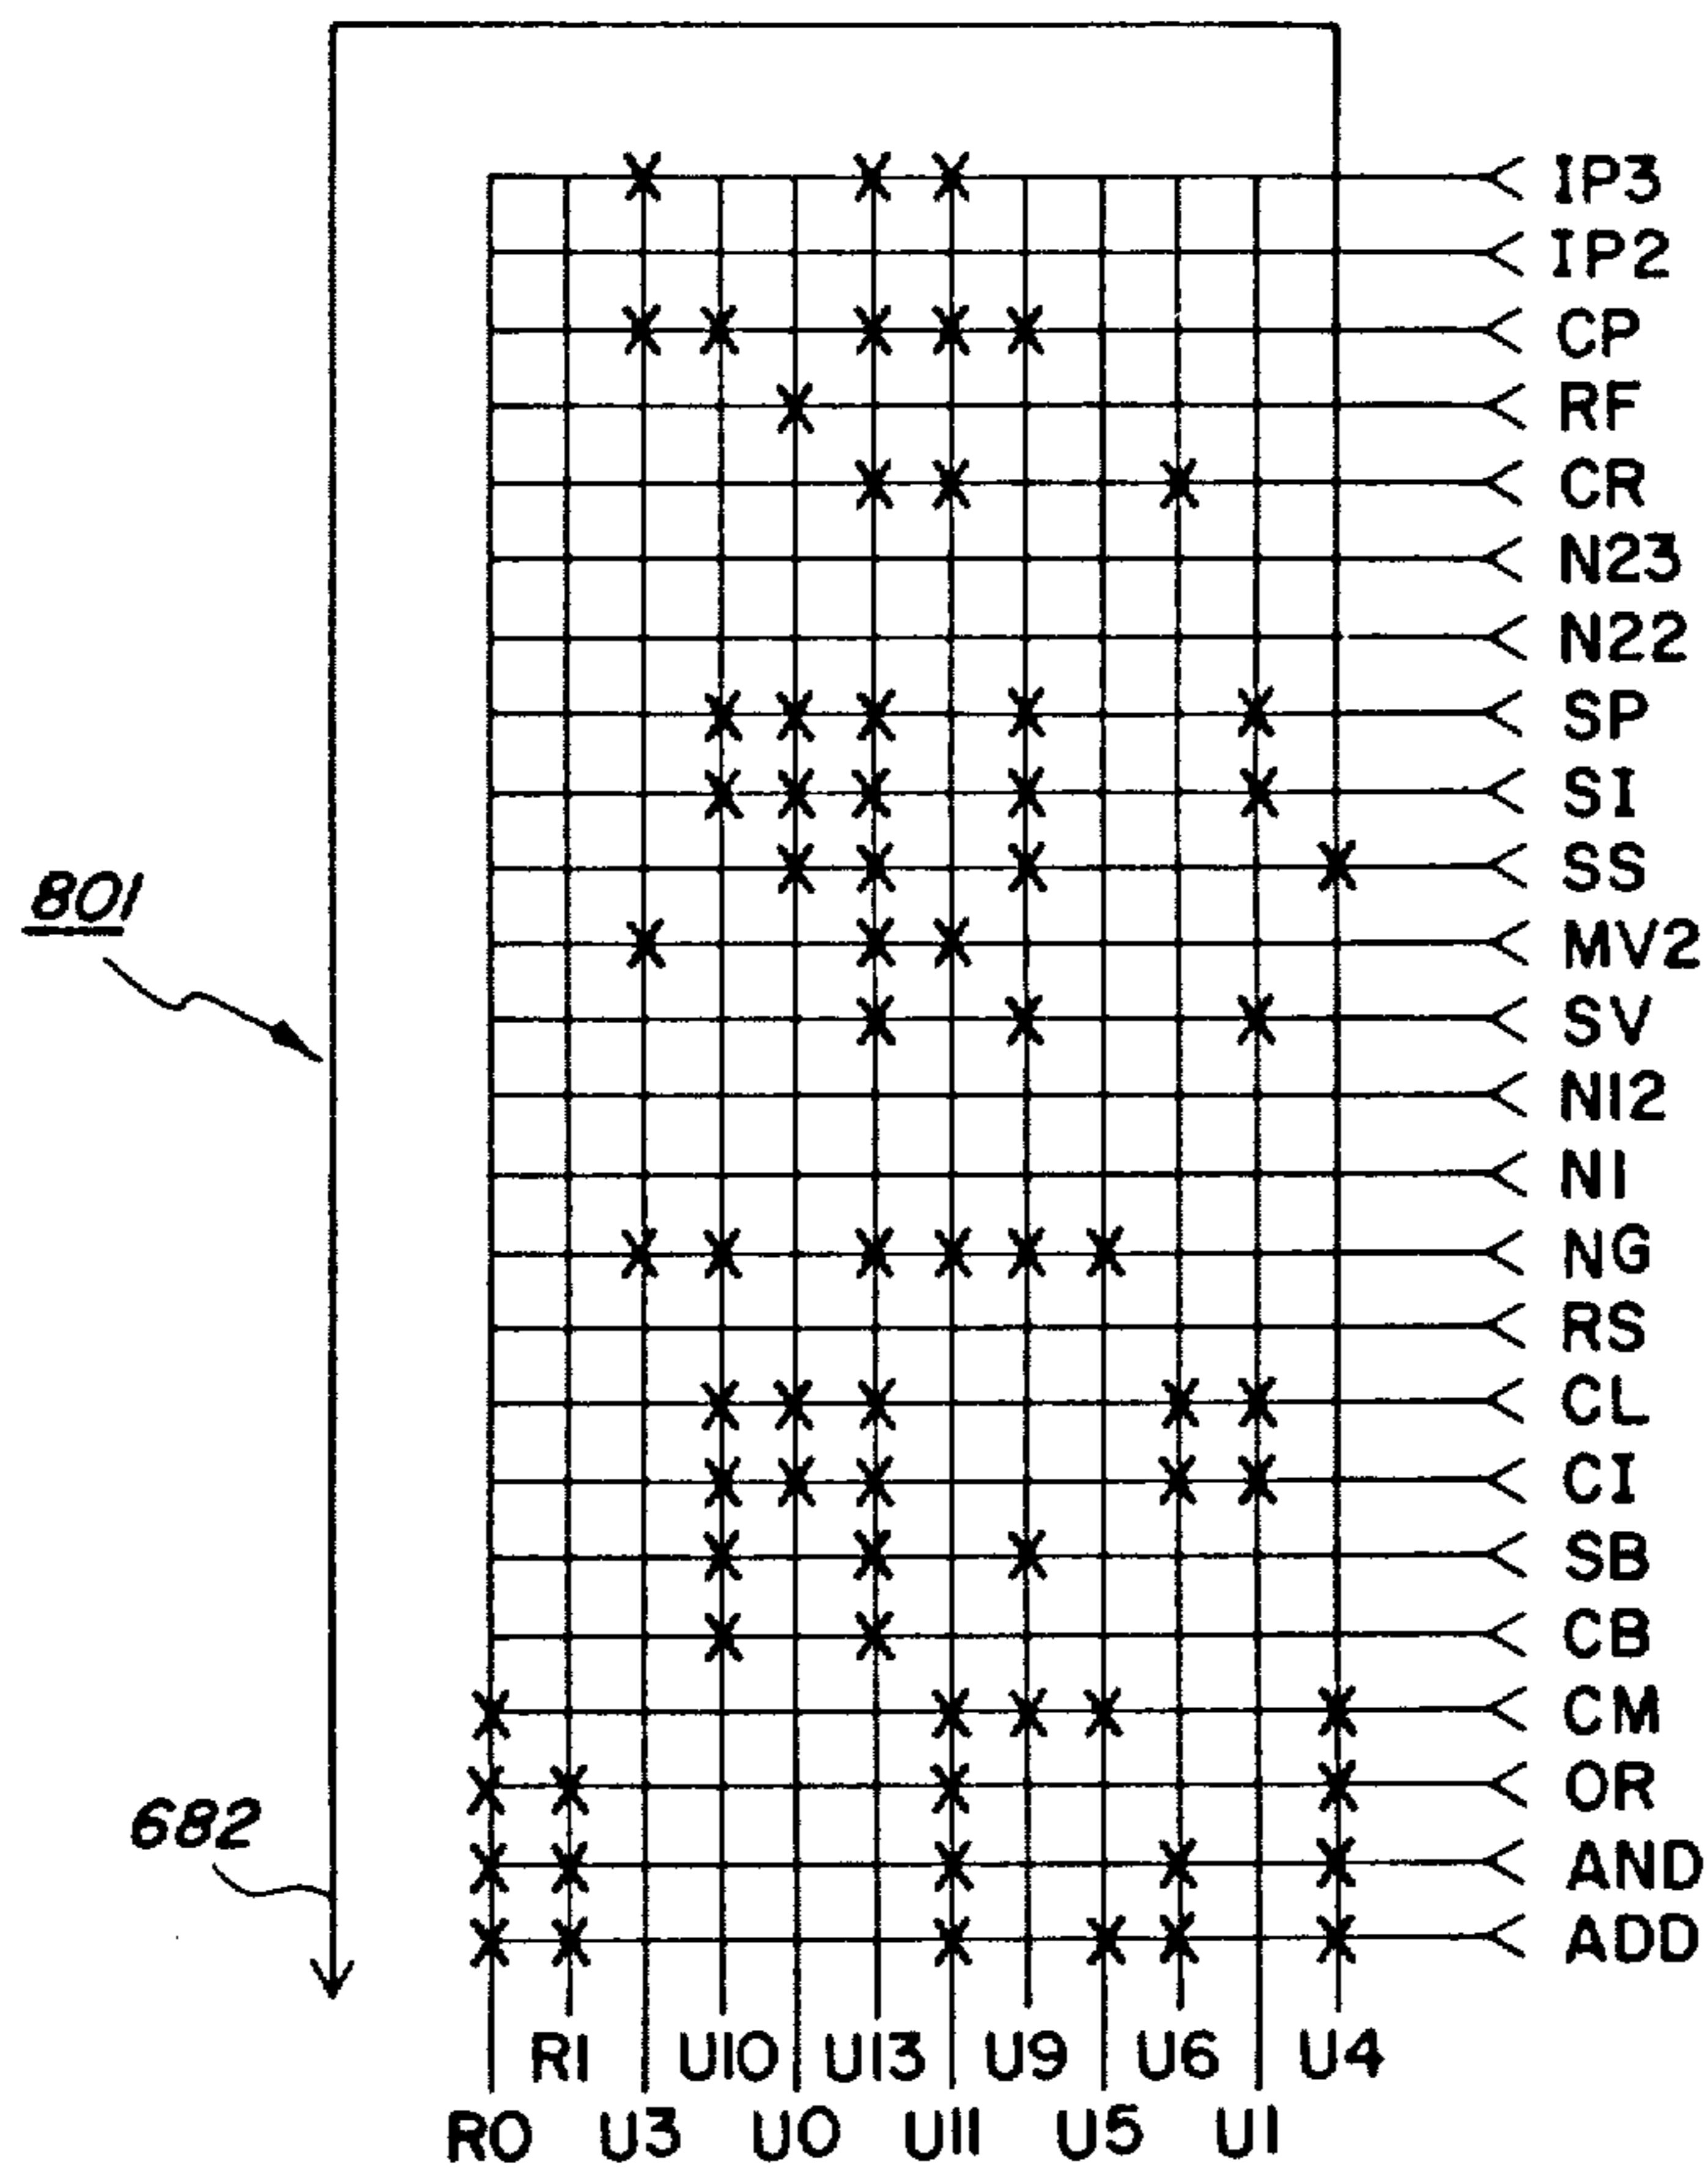 IP3
IP2
CP
RF
CR
N23
N22
SP
SI
SS
801
MV2
SV
N12
N1
NG
RS
CL
CI
SB
CB
CM
OR
682
AND
ADD
R1 U10 U13 U9 U6 U4
R0 U3 U0 U11 U5 U1